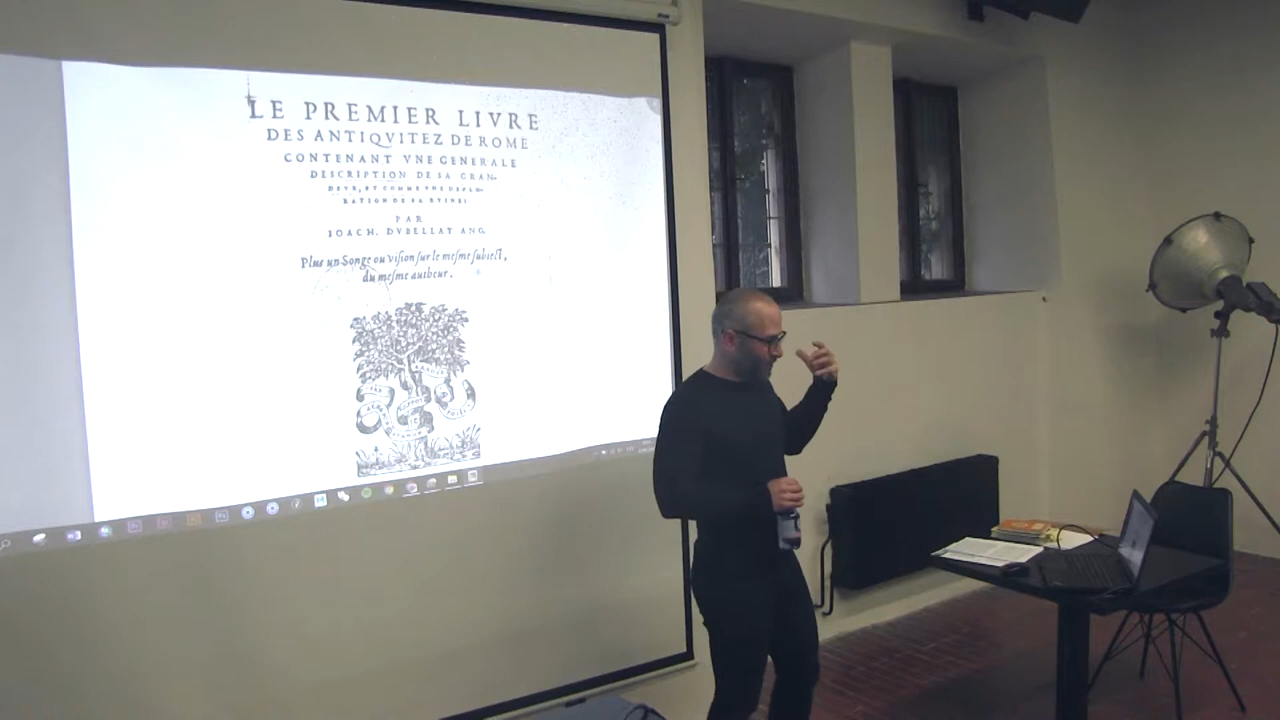 LE PREMIER LIVRE
DES ANTIQVITEZ DE ROME
CONTENANT VNE GENERALE
DESCRIPTION DE SA GRAN-
DEVR, ET COMME VNE DEPLO-
RATION DE SA RVINE:
PAR
IOACH. DVBELLAY ANG.
Plus un Songe ou vision sur le mesme subiect,
du mesme autheur.